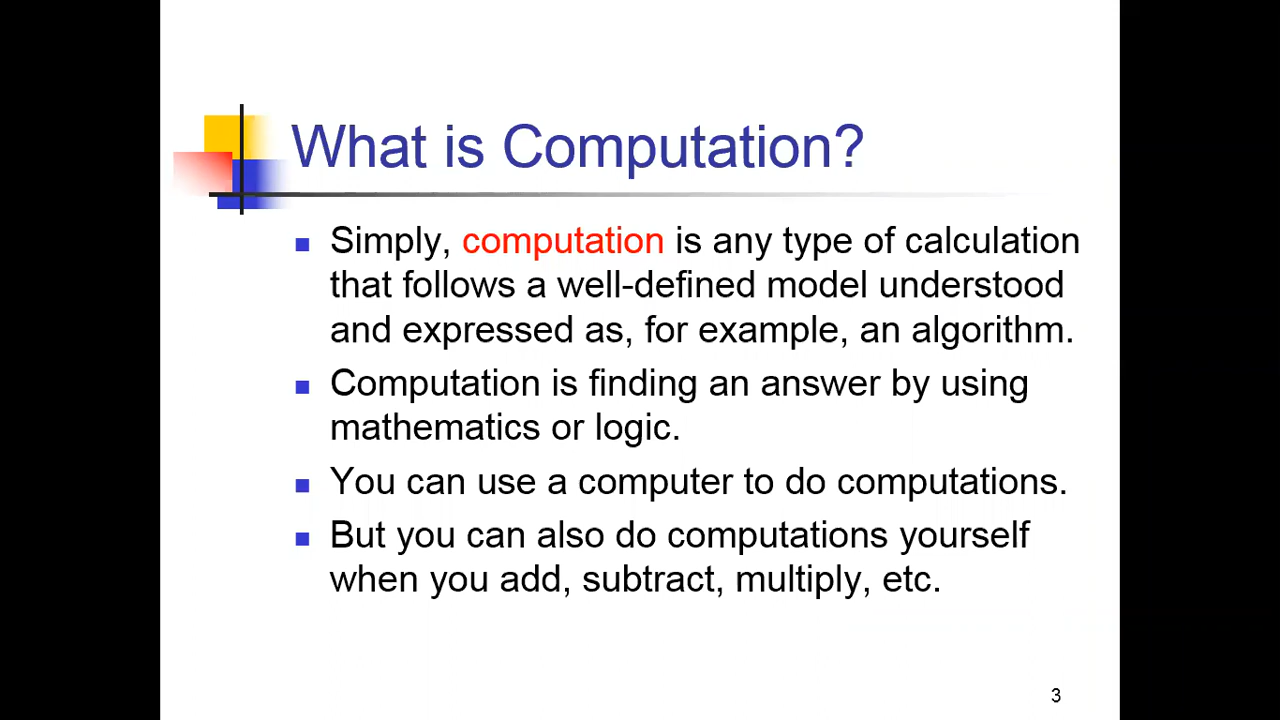 What is Computation?
Simply, computation is any type of calculation
that follows a well-defined model understood
and expressed as, for example, an algorithm.
Computation is finding an answer by using
mathematics or logic.
You can use a computer to do computations.
But you can also do computations yourself
when you add, subtract, multiply, etc.
3